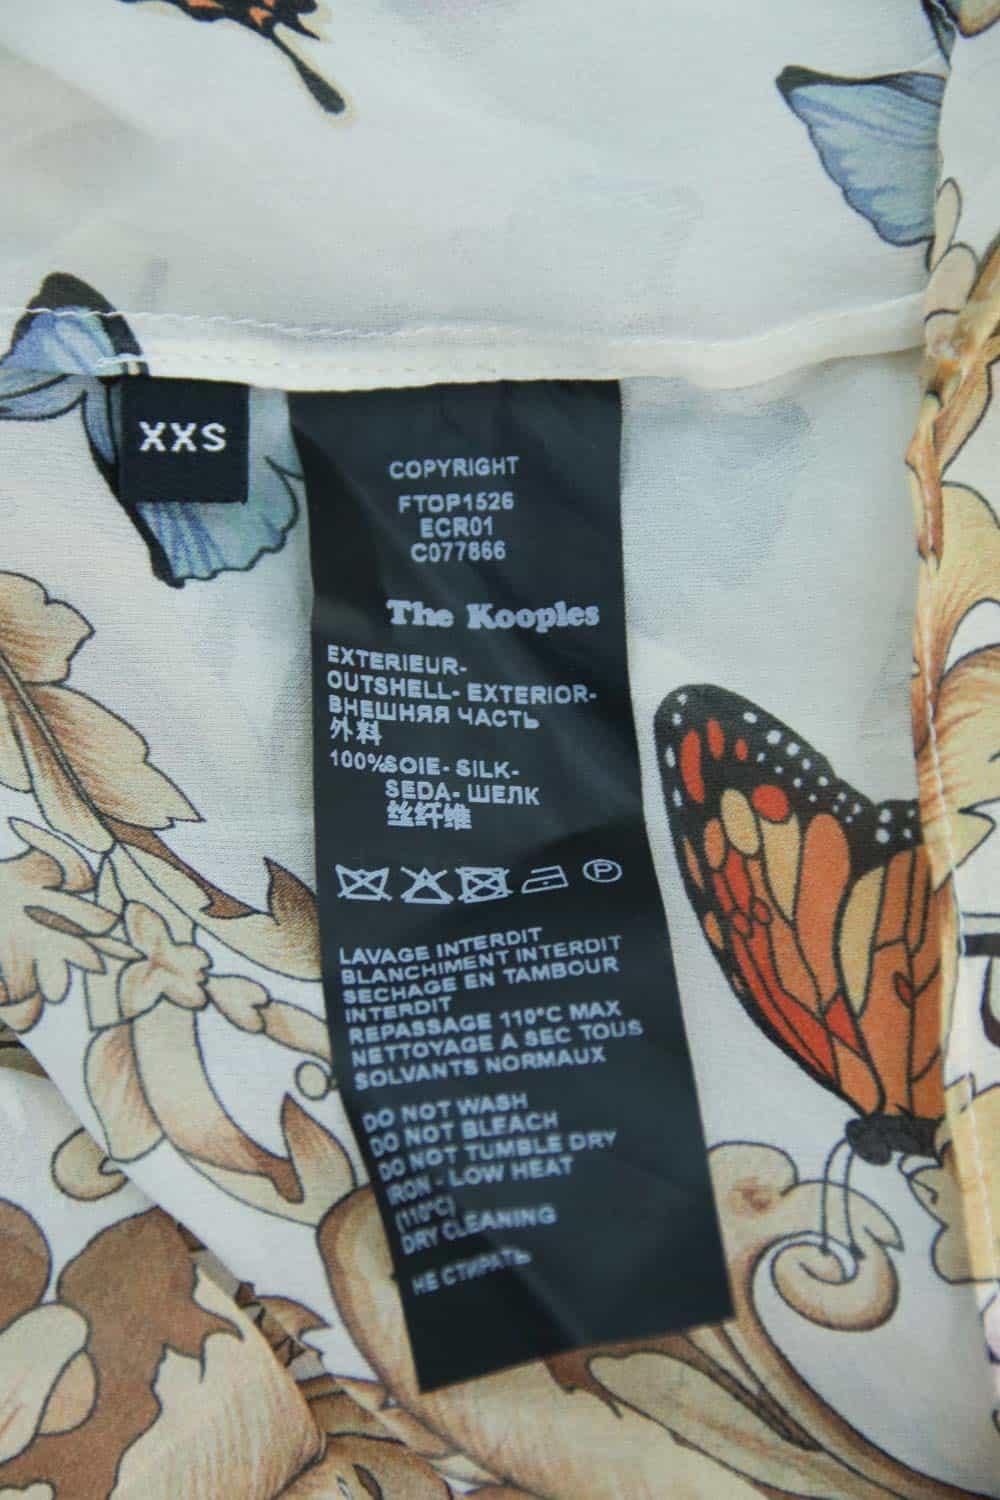 XXS
COPYRIGHT
FTOP1526
ECR01
C077866
The Kooples
EXTERIEUR-
OUTSHELL- EXTERIOR-
ВНЕШНЯЯ ЧАСТЬ
外料
100%SOIE- SILK-
SEDA- ШЕЛК
丝纤维
P
LAVAGE INTERDIT
BLANCHIMENT INTERDIT
SECHAGE EN TAMBOUR
INTERDIT
REPASSAGE 110°C MAX
NETTOYAGE A SEC TOUS
SOLVANTS NORMAUX
DO NOT WASH
DO NOT BLEACH
DO NOT TUMBLE DRY
IRON - LOW HEAT
(110°C)
DRY CLEANING
НЕ СТИРАТЬ